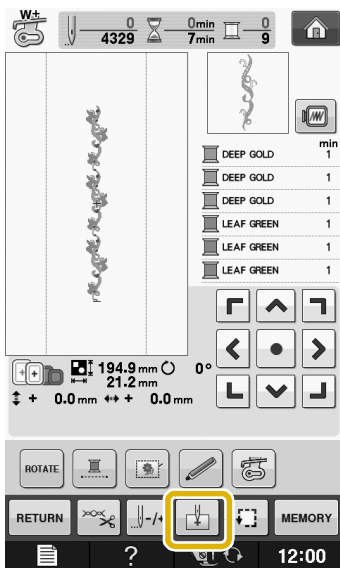 W+
0 0min 0
4329 7min 9
min
DEEP GOLD 1
DEEP GOLD 1
DEEP GOLD 1
LEAF GREEN 1
LEAF GREEN 1
LEAF GREEN 1
194.9 mm 0°
21.2 mm
+ 0.0 mm + 0.0 mm
ROTATE
RETURN -/+ MEMORY
? 12:00